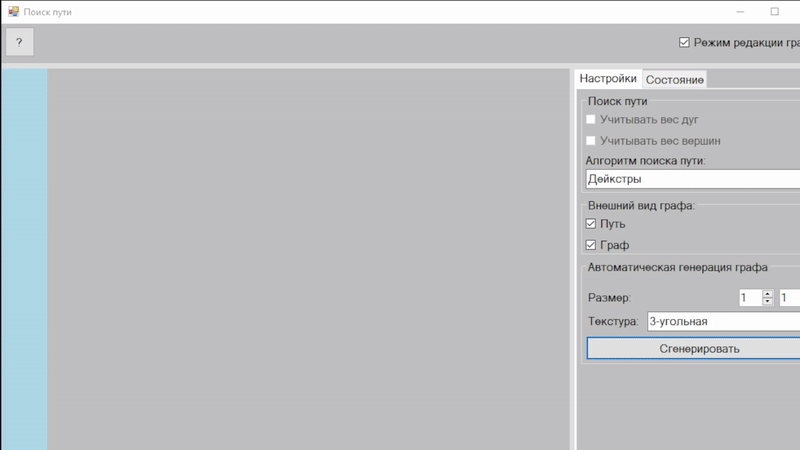 Поиск пути
?
Режим редакции гра
Настройки
Состояние
Поиск пути
Учитывать вес дуг
Учитывать вес вершин
Алгоритм поиска пути:
Дейкстры
Внешний вид графа:
Путь
Граф
Автоматическая генерация графа
Размер: 1 1
Текстура: 3-угольная
Сгенерировать